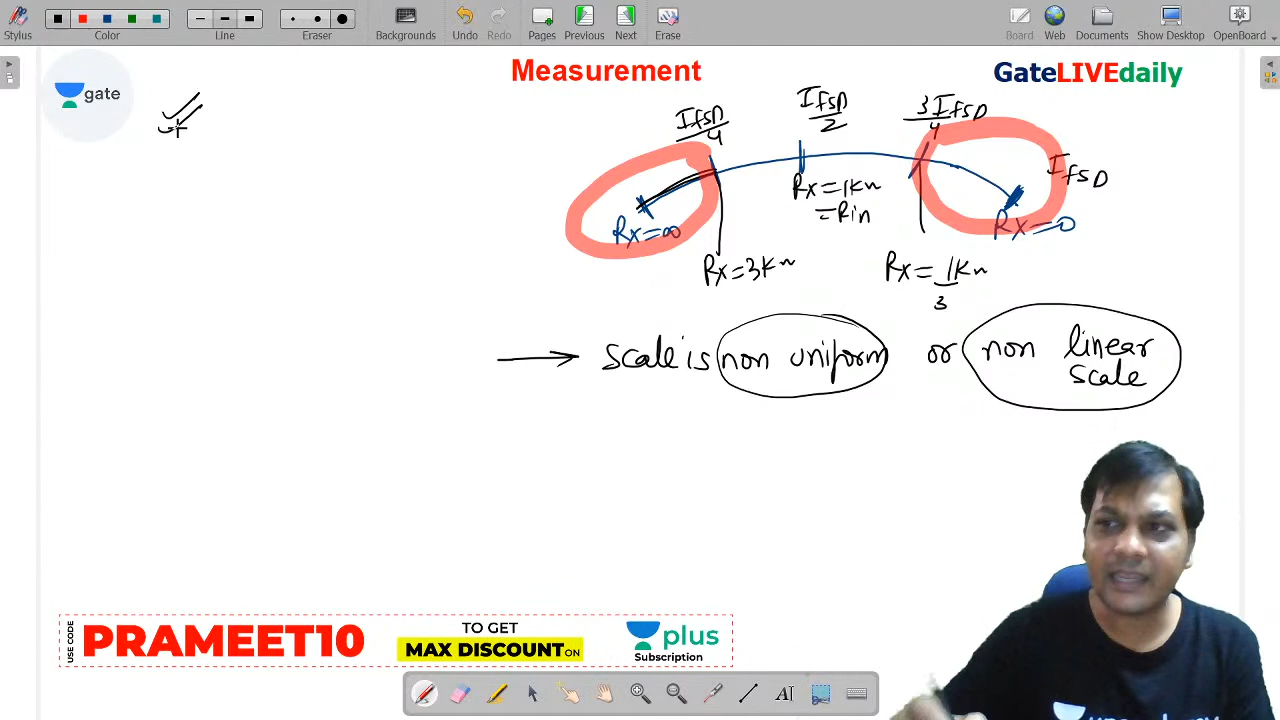 Stylus
Color
Line
Eraser
Backgrounds
Undo
Redo
Pages
Previous
Next
Erase
Board
Web
Documents
Show Desktop
OpenBoard
gate
Measurement
GateLIVEdaily
IfsD/4
IfsD/2
3IfsD/4
IfsD
Rx=∞
Rx=1kΩ
=Rin
Rx=0
Rx=3kΩ
Rx=1kΩ/3
→ scale is non uniform or non linear scale
USE CODE
PRAMEET10
TO GET
MAX DISCOUNT ON
plus
Subscription